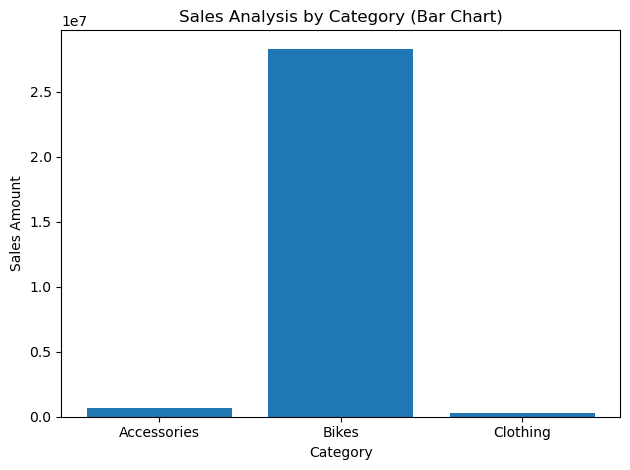 Sales Analysis by Category (Bar Chart)
1e7
2.5
2.0
1.5
1.0
0.5
0.0
Sales Amount
Accessories
Bikes
Clothing
Category